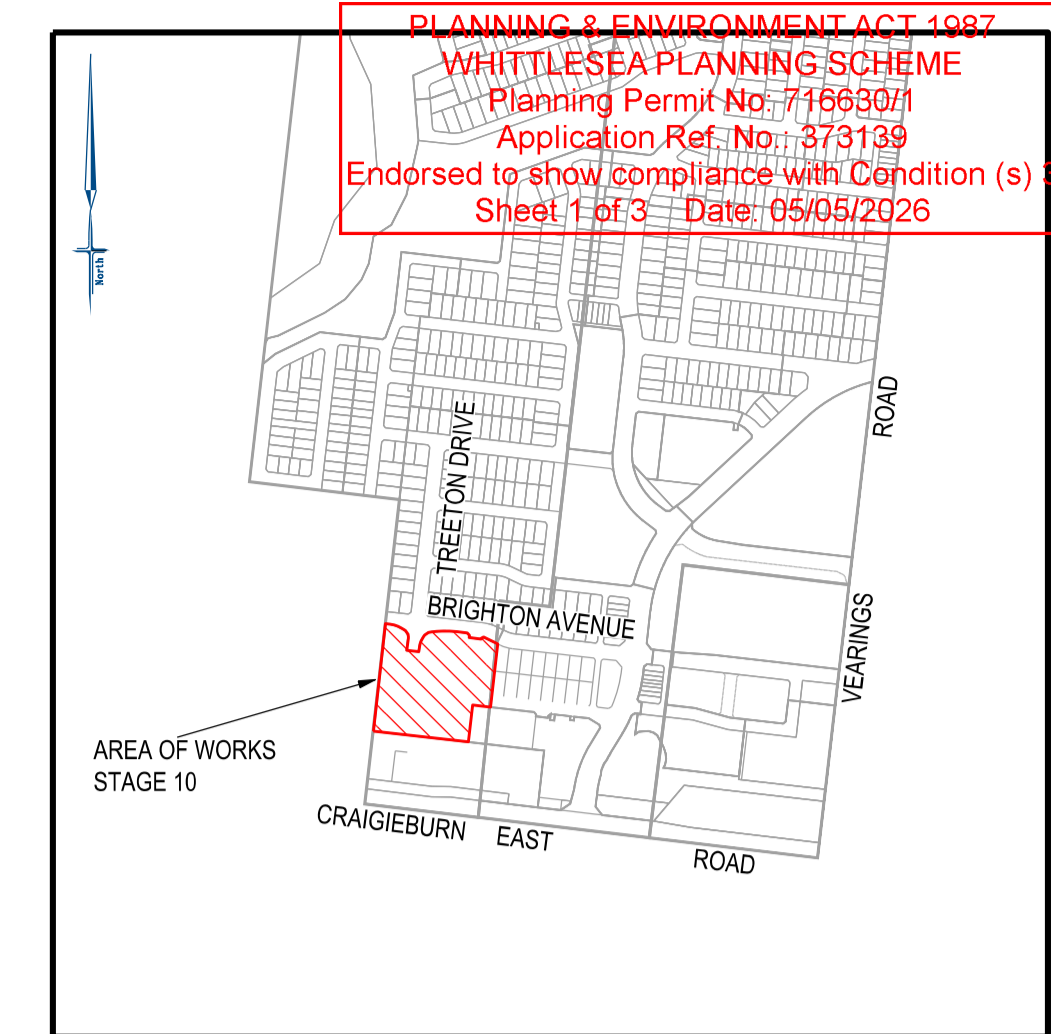 PLANNING & ENVIRONMENT ACT 1987
WHITTLESEA PLANNING SCHEME
Planning Permit No: 716630/1
Application Ref. No.: 373139
Endorsed to show compliance with Condition (s) 3
Sheet 1 of 3 Date: 05/05/2026
North
ROAD
TREETON DRIVE
BRIGHTON AVENUE
VEARINGS
AREA OF WORKS
STAGE 10
CRAIGIEBURN EAST ROAD